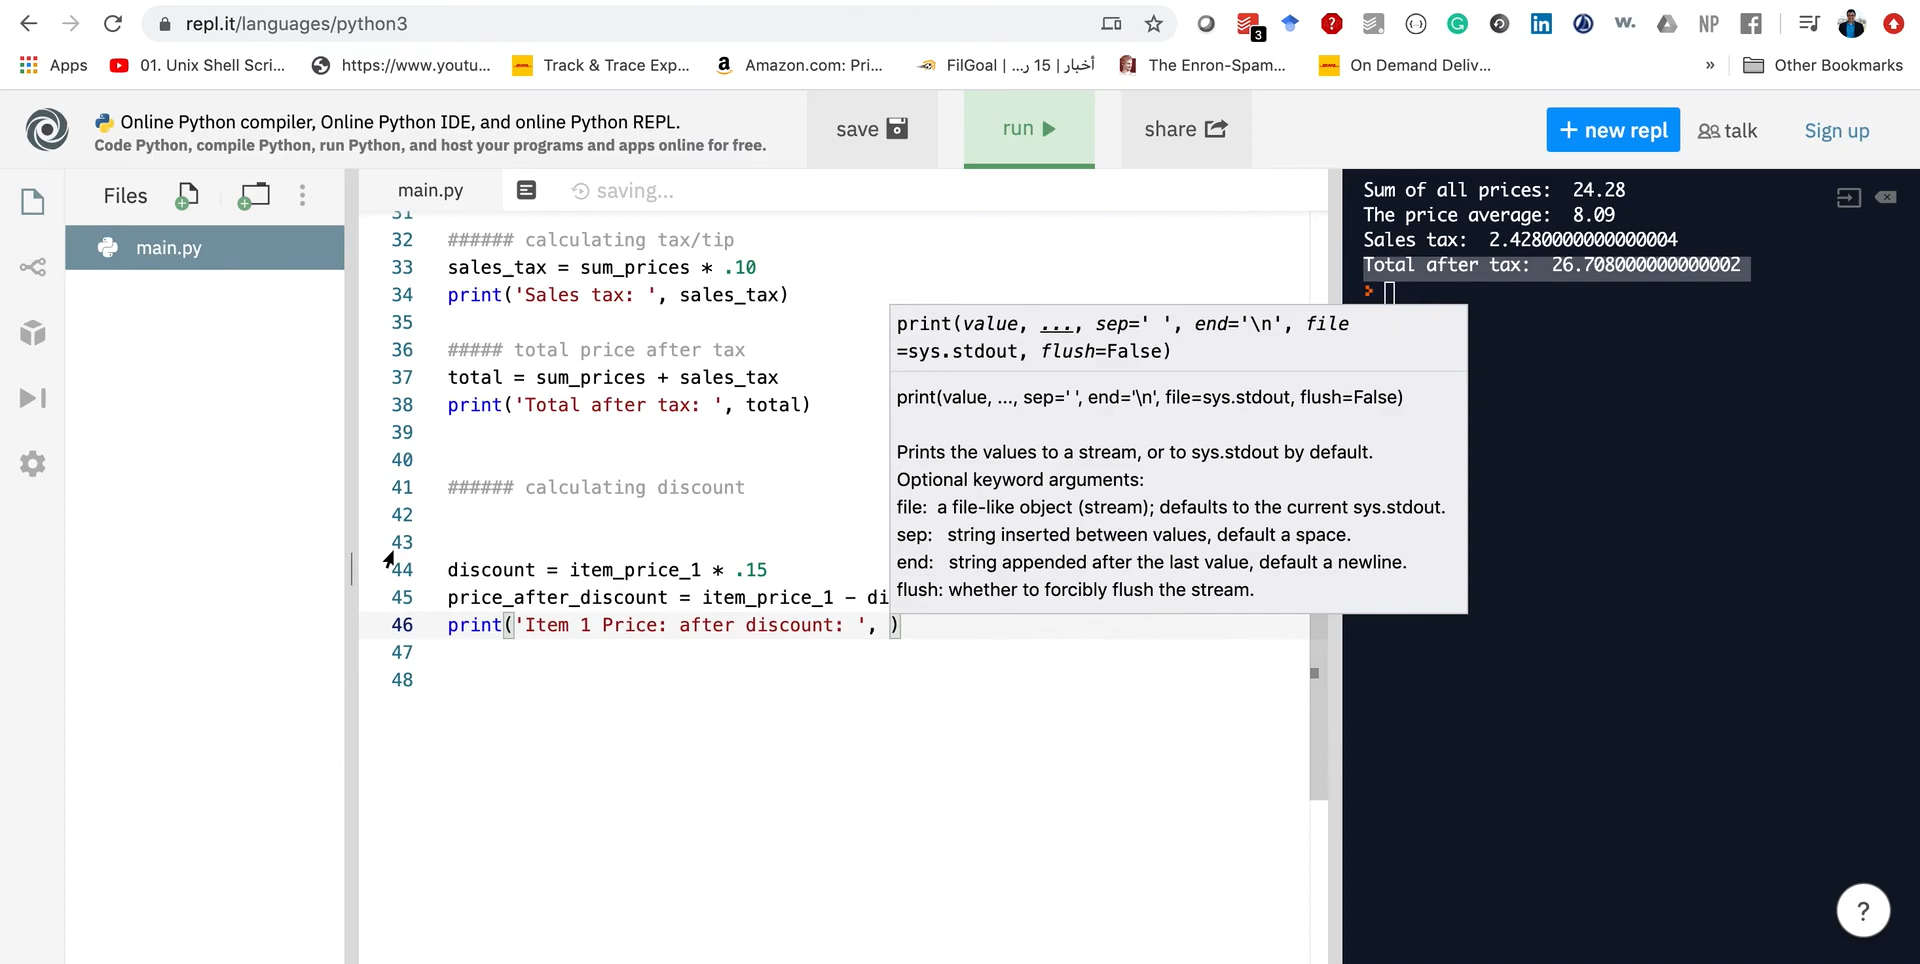 repl.it/languages/python3
3
NP
Apps
01. Unix Shell Scri...
https://www.youtu...
Track & Trace Exp...
Amazon.com: Pri...
FilGoal | ...أخبار | 15 ر
The Enron-Spam...
On Demand Deliv...
»
Other Bookmarks
Online Python compiler, Online Python IDE, and online Python REPL.
Code Python, compile Python, run Python, and host your programs and apps online for free.
save
run
share
+ new repl
talk
Sign up
Files
main.py
main.py
saving...
31
32 ###### calculating tax/tip
33 sales_tax = sum_prices * .10
34 print('Sales tax: ', sales_tax)
35
36 ##### total price after tax
37 total = sum_prices + sales_tax
38 print('Total after tax: ', total)
39
40
41 ###### calculating discount
42
43
44 discount = item_price_1 * .15
45 price_after_discount = item_price_1 - di
46 print('Item 1 Price: after discount: ', )
47
48
print(value, ..., sep=' ', end='\n', file
=sys.stdout, flush=False)
print(value, ..., sep=' ', end='\n', file=sys.stdout, flush=False)
Prints the values to a stream, or to sys.stdout by default.
Optional keyword arguments:
file: a file-like object (stream); defaults to the current sys.stdout.
sep: string inserted between values, default a space.
end: string appended after the last value, default a newline.
flush: whether to forcibly flush the stream.
Sum of all prices: 24.28
The price average: 8.09
Sales tax: 2.4280000000000004
Total after tax: 26.708000000000002
>
?